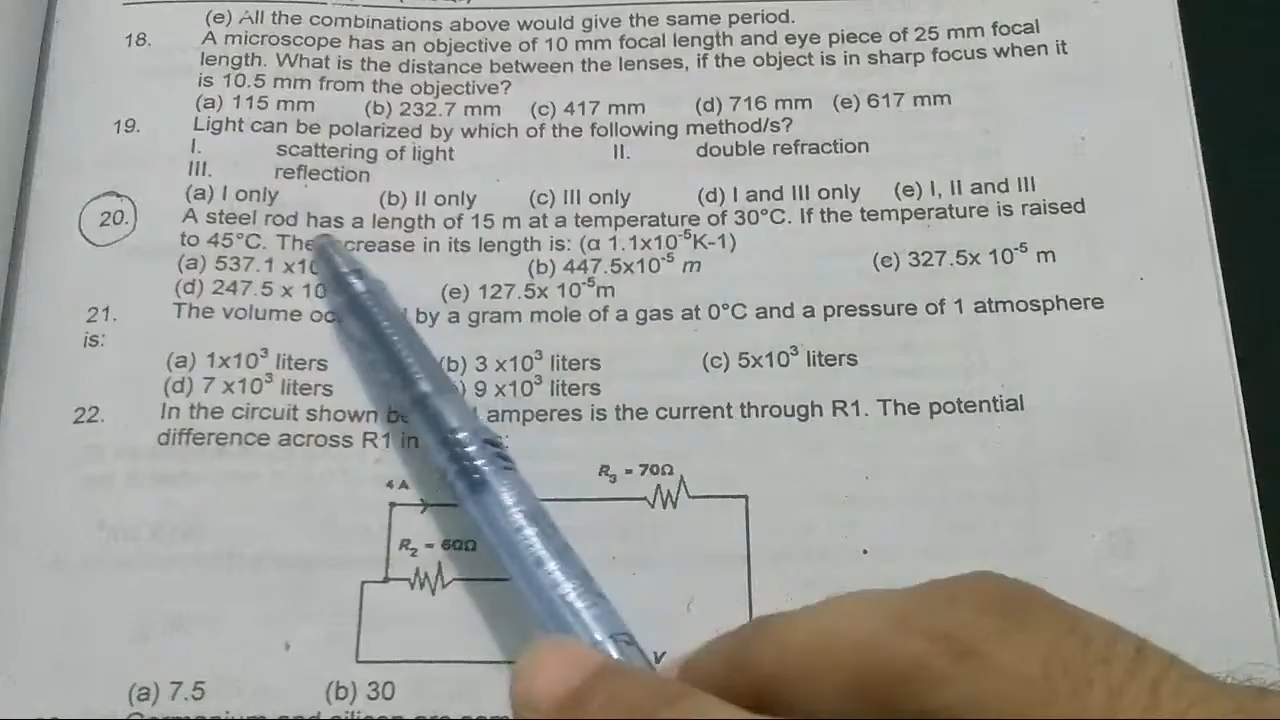 (e) All the combinations above would give the same period.
18. A microscope has an objective of 10 mm focal length and eye piece of 25 mm focal
length. What is the distance between the lenses, if the object is in sharp focus when it
is 10.5 mm from the objective?
(a) 115 mm (b) 232.7 mm (c) 417 mm (d) 716 mm (e) 617 mm
19. Light can be polarized by which of the following method/s?
I. scattering of light II. double refraction
III. reflection
(a) I only (b) II only (c) III only (d) I and III only (e) I, II and III
20. A steel rod has a length of 15 m at a temperature of 30°C. If the temperature is raised
to 45°C. The crease in its length is: (α 1.1x10⁻⁵K-1)
(a) 537.1 x10 (b) 447.5x10⁻⁵ m (e) 327.5x 10⁻⁵ m
(d) 247.5 x 10 (e) 127.5x 10⁻⁵m
21. The volume oc by a gram mole of a gas at 0°C and a pressure of 1 atmosphere
is:
(a) 1x10³ liters (b) 3 x10³ liters (c) 5x10³ liters
(d) 7 x10³ liters ) 9 x10³ liters
22. In the circuit shown be amperes is the current through R1. The potential
difference across R1 in :
R₃ = 70Ω
4 A
R₂ = 60Ω
V
(a) 7.5 (b) 30